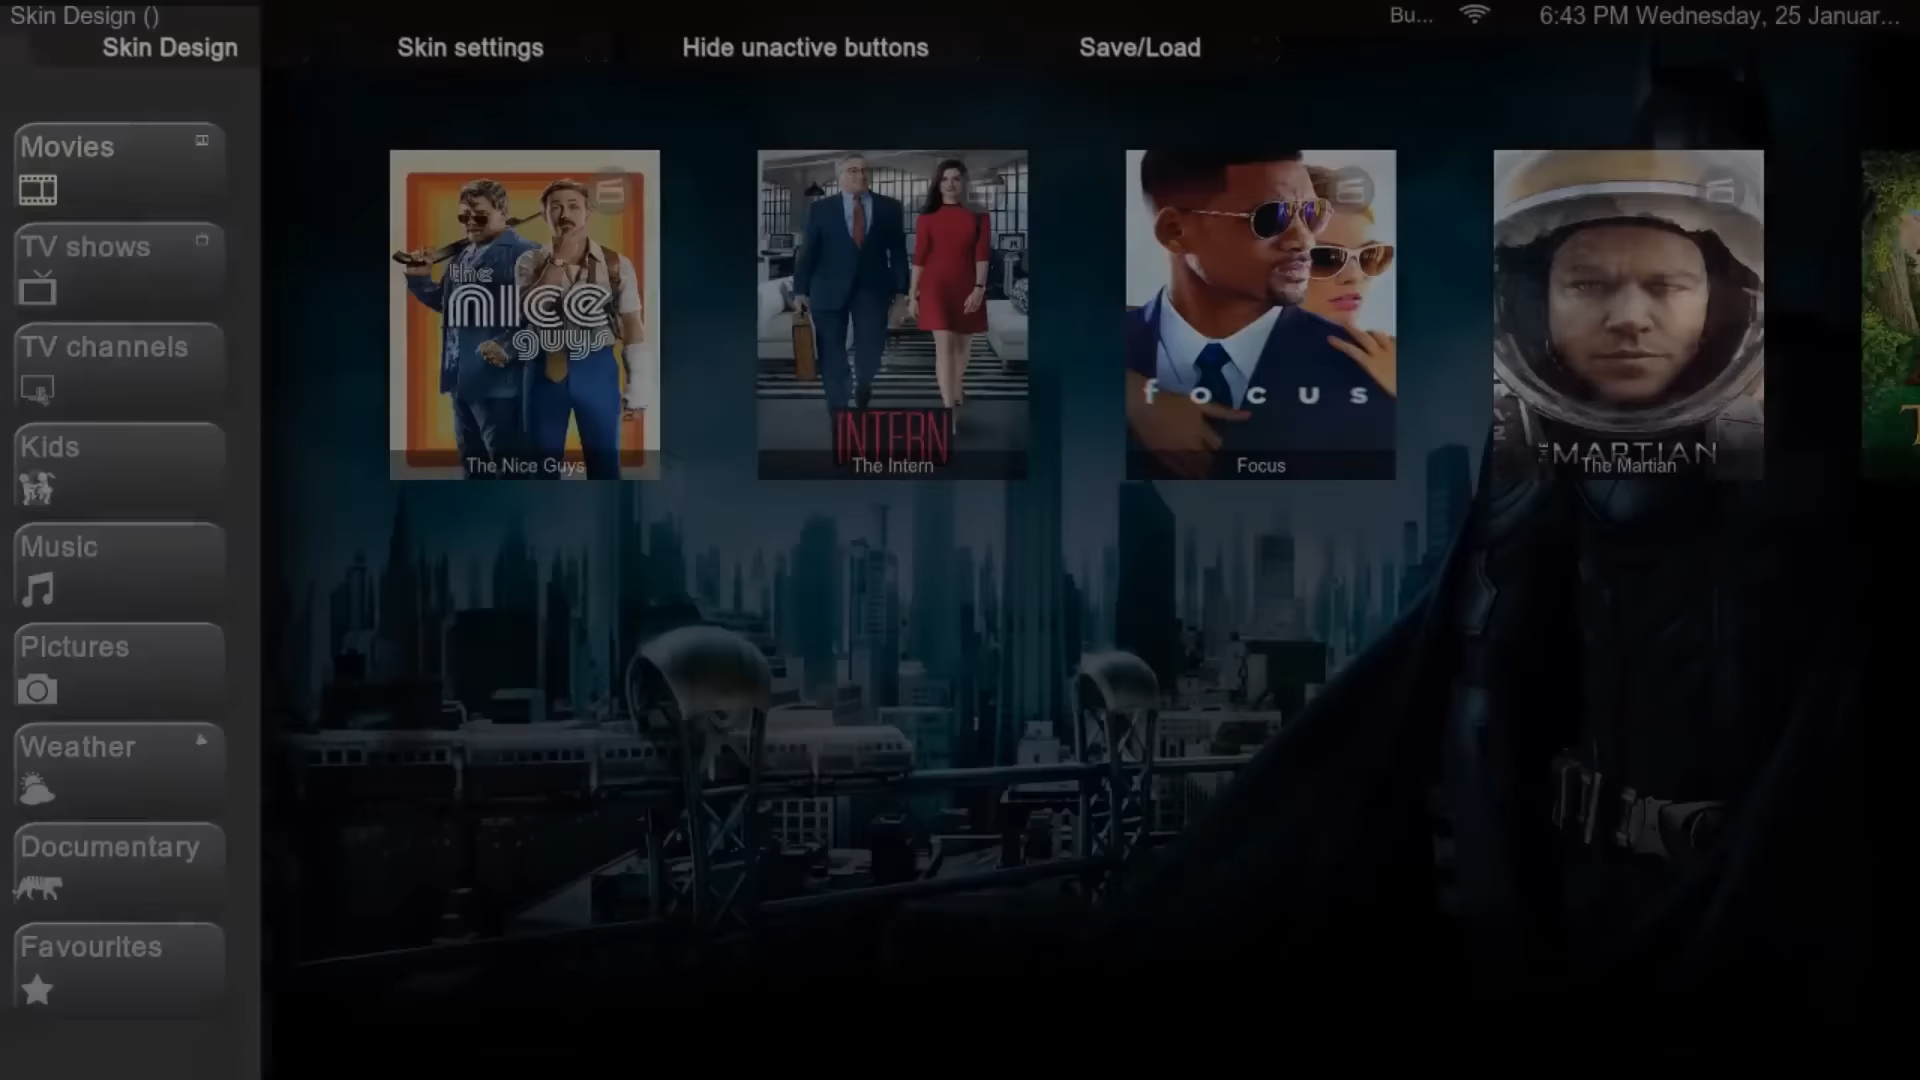 Skin Design ()
Bu...
6:43 PM Wednesday, 25 Januar...
Skin Design
Skin settings
Hide unactive buttons
Save/Load
Movies
TV shows
TV channels
Kids
Music
Pictures
Weather
Documentary
Favourites
the
nice
guys
The Nice Guys
INTERN
The Intern
focus
Focus
THE
MARTIAN
The Martian